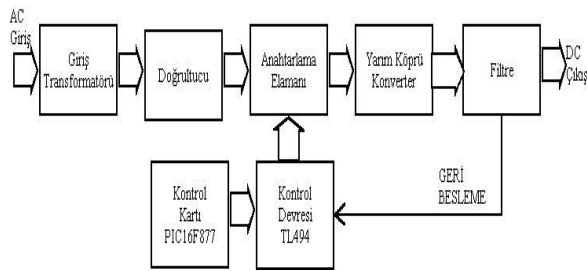 AC
Giriş
Giriş
Transformatörü
Doğrultucu
Anahtarlama
Elamanı
Yarım Köprü
Konverter
Filtre
DC
Çıkış
Kontrol
Kartı
PIC16F877
Kontrol
Devresi
TL494
GERİ
BESLEME